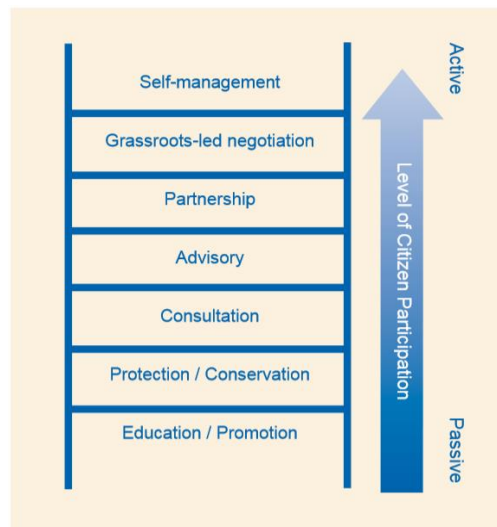 Self-management
Grassroots-led negotiation
Partnership
Advisory
Consultation
Protection / Conservation
Education / Promotion
Active
Level of Citizen Participation
Passive